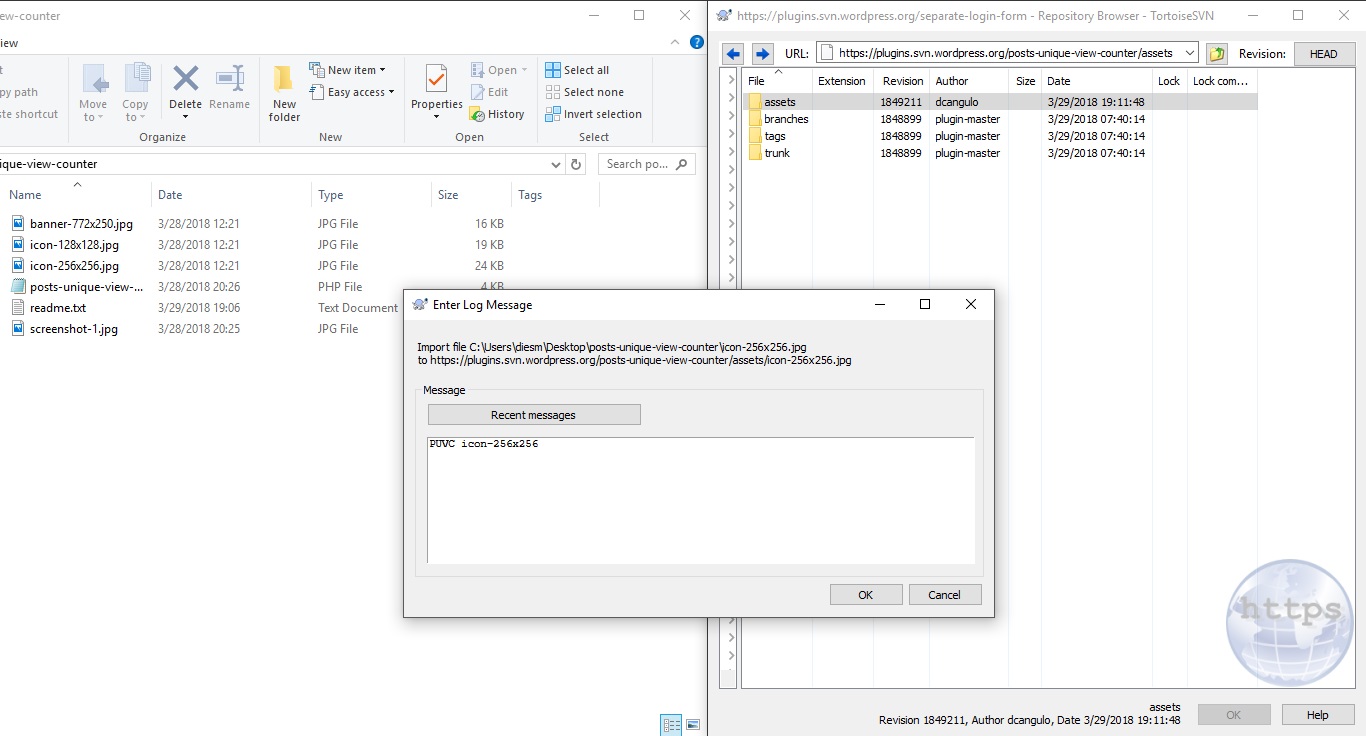 ew-counter
https://plugins.svn.wordpress.org/separate-login-form - Repository Browser - TortoiseSVN
iew
URL: https://plugins.svn.wordpress.org/posts-unique-view-counter/assets Revision: HEAD
t
py path
ste shortcut
Move to
Copy to
Delete
Rename
New folder
New item
Easy access
Properties
Open
Edit
History
Select all
Select none
Invert selection
Organize
New
Open
Select
ique-view-counter
Search po...
Name Date Type Size Tags
banner-772x250.jpg 3/28/2018 12:21 JPG File 16 KB
icon-128x128.jpg 3/28/2018 12:21 JPG File 19 KB
icon-256x256.jpg 3/28/2018 12:21 JPG File 24 KB
posts-unique-view-... 3/28/2018 20:26 PHP File 4 KB
readme.txt 3/29/2018 19:06 Text Document
screenshot-1.jpg 3/28/2018 20:25 JPG File
File Extension Revision Author Size Date Lock Lock com...
assets 1849211 dcangulo 3/29/2018 19:11:48
branches 1848899 plugin-master 3/29/2018 07:40:14
tags 1848899 plugin-master 3/29/2018 07:40:14
trunk 1848899 plugin-master 3/29/2018 07:40:14
Enter Log Message
Import file C:\Users\diesm\Desktop\posts-unique-view-counter\icon-256x256.jpg
to https://plugins.svn.wordpress.org/posts-unique-view-counter/assets/icon-256x256.jpg
Message
Recent messages
PUVC icon-256x256
OK Cancel
https
assets
Revision 1849211, Author dcangulo, Date 3/29/2018 19:11:48
OK Help